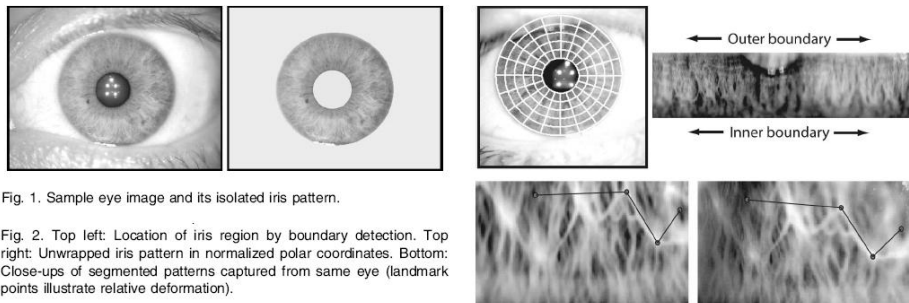 Outer boundary
Inner boundary
Fig. 1. Sample eye image and its isolated iris pattern.
Fig. 2. Top left: Location of iris region by boundary detection. Top
right: Unwrapped iris pattern in normalized polar coordinates. Bottom:
Close-ups of segmented patterns captured from same eye (landmark
points illustrate relative deformation).